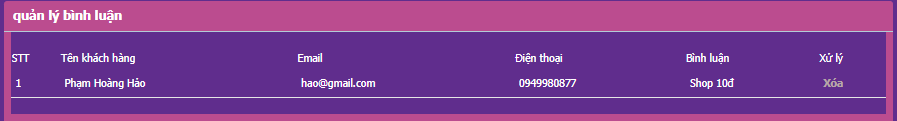 quản lý bình luận
STT Tên khách hàng Email Điện thoại Bình luận Xử lý
1 Phạm Hoàng Hảo hao@gmail.com 0949980877 Shop 10đ Xóa